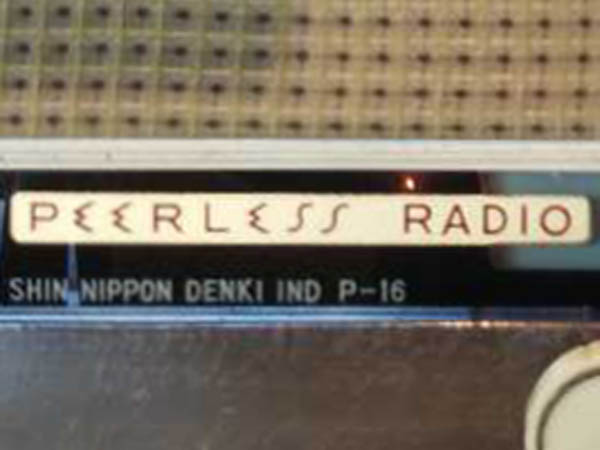 PEERLESS RADIO
SHIN NIPPON DENKI IND P-16